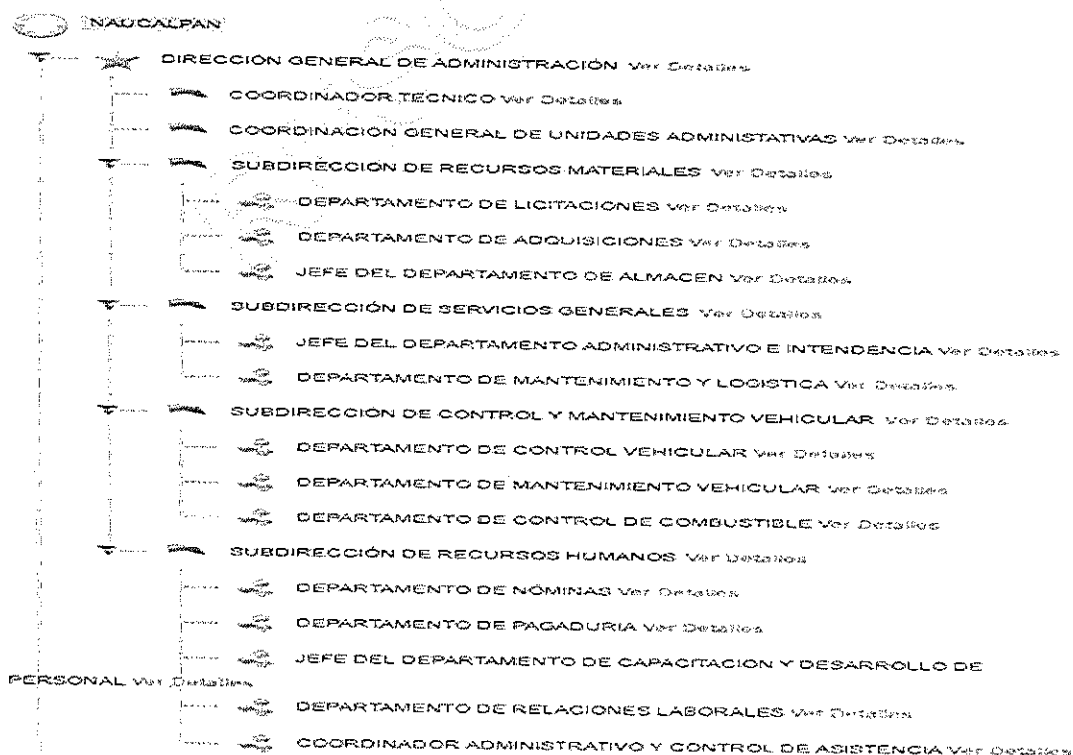 NAUCALPAN
DIRECCIÓN GENERAL DE ADMINISTRACIÓN Ver Detalles
COORDINADOR TECNICO Ver Detalles
COORDINACION GENERAL DE UNIDADES ADMINISTATIVAS Ver Detalles
SUBDIRECCIÓN DE RECURSOS MATERIALES Ver Detalles
DEPARTAMENTO DE LICITACIONES Ver Detalles
DEPARTAMENTO DE ADQUISICIONES Ver Detalles
JEFE DEL DEPARTAMENTO DE ALMACEN Ver Detalles
SUBDIRECCIÓN DE SERVICIOS GENERALES Ver Detalles
JEFE DEL DEPARTAMENTO ADMINISTRATIVO E INTENDENCIA Ver Detalles
DEPARTAMENTO DE MANTENIMIENTO Y LOGISTICA Ver Detalles
SUBDIRECCIÓN DE CONTROL Y MANTENIMIENTO VEHICULAR Ver Detalles
DEPARTAMENTO DE CONTROL VEHICULAR Ver Detalles
DEPARTAMENTO DE MANTENIMIENTO VEHICULAR Ver Detalles
DEPARTAMENTO DE CONTROL DE COMBUSTIBLE Ver Detalles
SUBDIRECCIÓN DE RECURSOS HUMANOS Ver Detalles
DEPARTAMENTO DE NÓMINAS Ver Detalles
DEPARTAMENTO DE PAGADURIA Ver Detalles
JEFE DEL DEPARTAMENTO DE CAPACITACION Y DESARROLLO DE
PERSONAL Ver Detalles
DEPARTAMENTO DE RELACIONES LABORALES Ver Detalles
COORDINADOR ADMINISTRATIVO Y CONTROL DE ASISTENCIA Ver Detalles